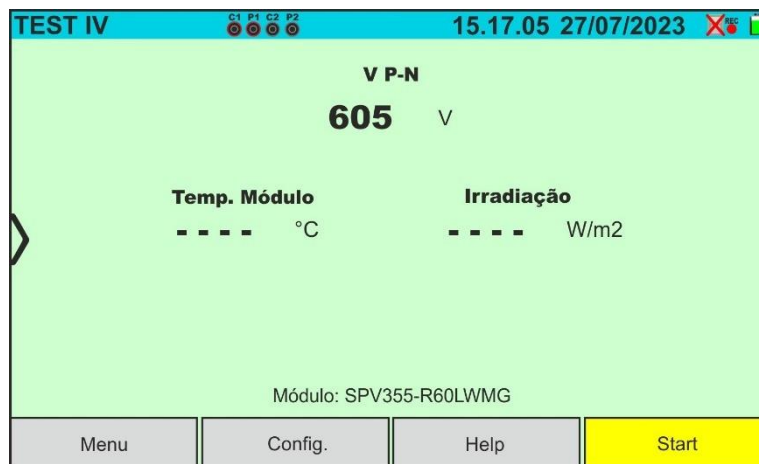 TEST IV C1 P1 C2 P2 15.17.05 27/07/2023 REC
V P-N
605 V
Temp. Módulo Irradiação
- - - - °C - - - - W/m2
Módulo: SPV355-R60LWMG
Menu Config. Help Start